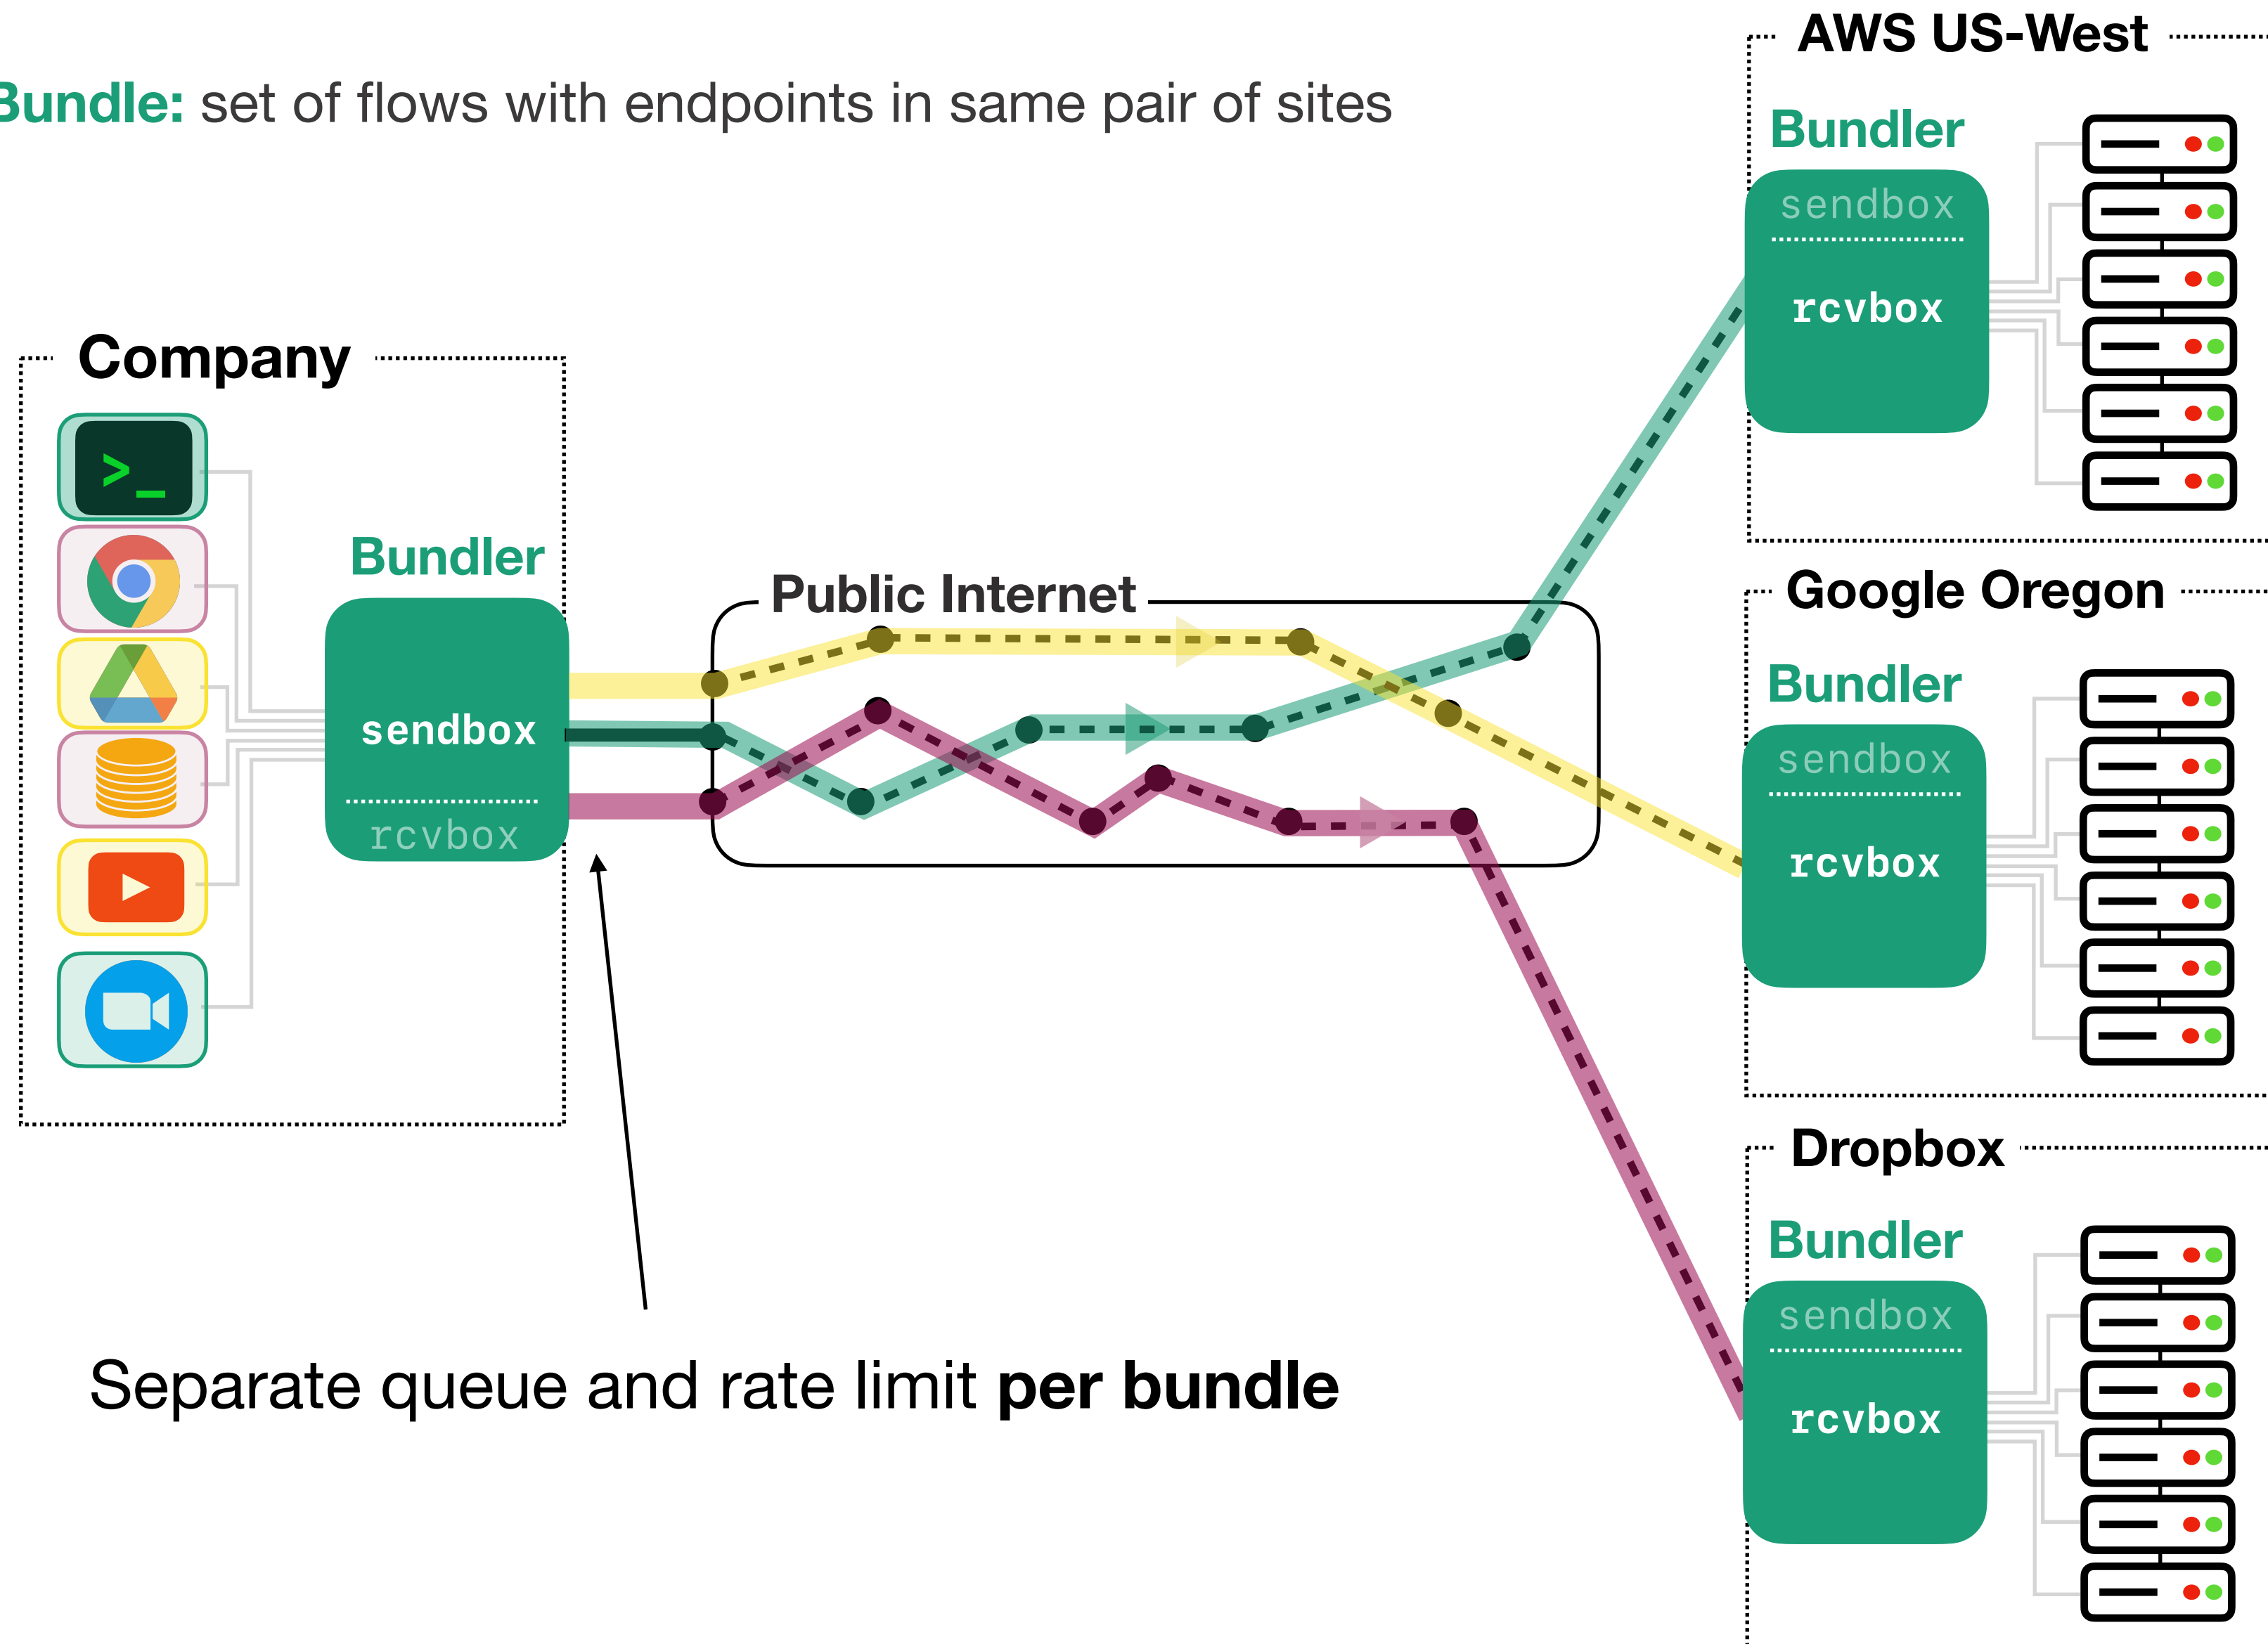 AWS US-West
Bundle: set of flows with endpoints in same pair of sites
Bundler
sendbox
rcvbox
Company
>_
Bundler
sendbox
rcvbox
Public Internet
Google Oregon
Bundler
sendbox
rcvbox
Dropbox
Bundler
sendbox
rcvbox
Separate queue and rate limit per bundle